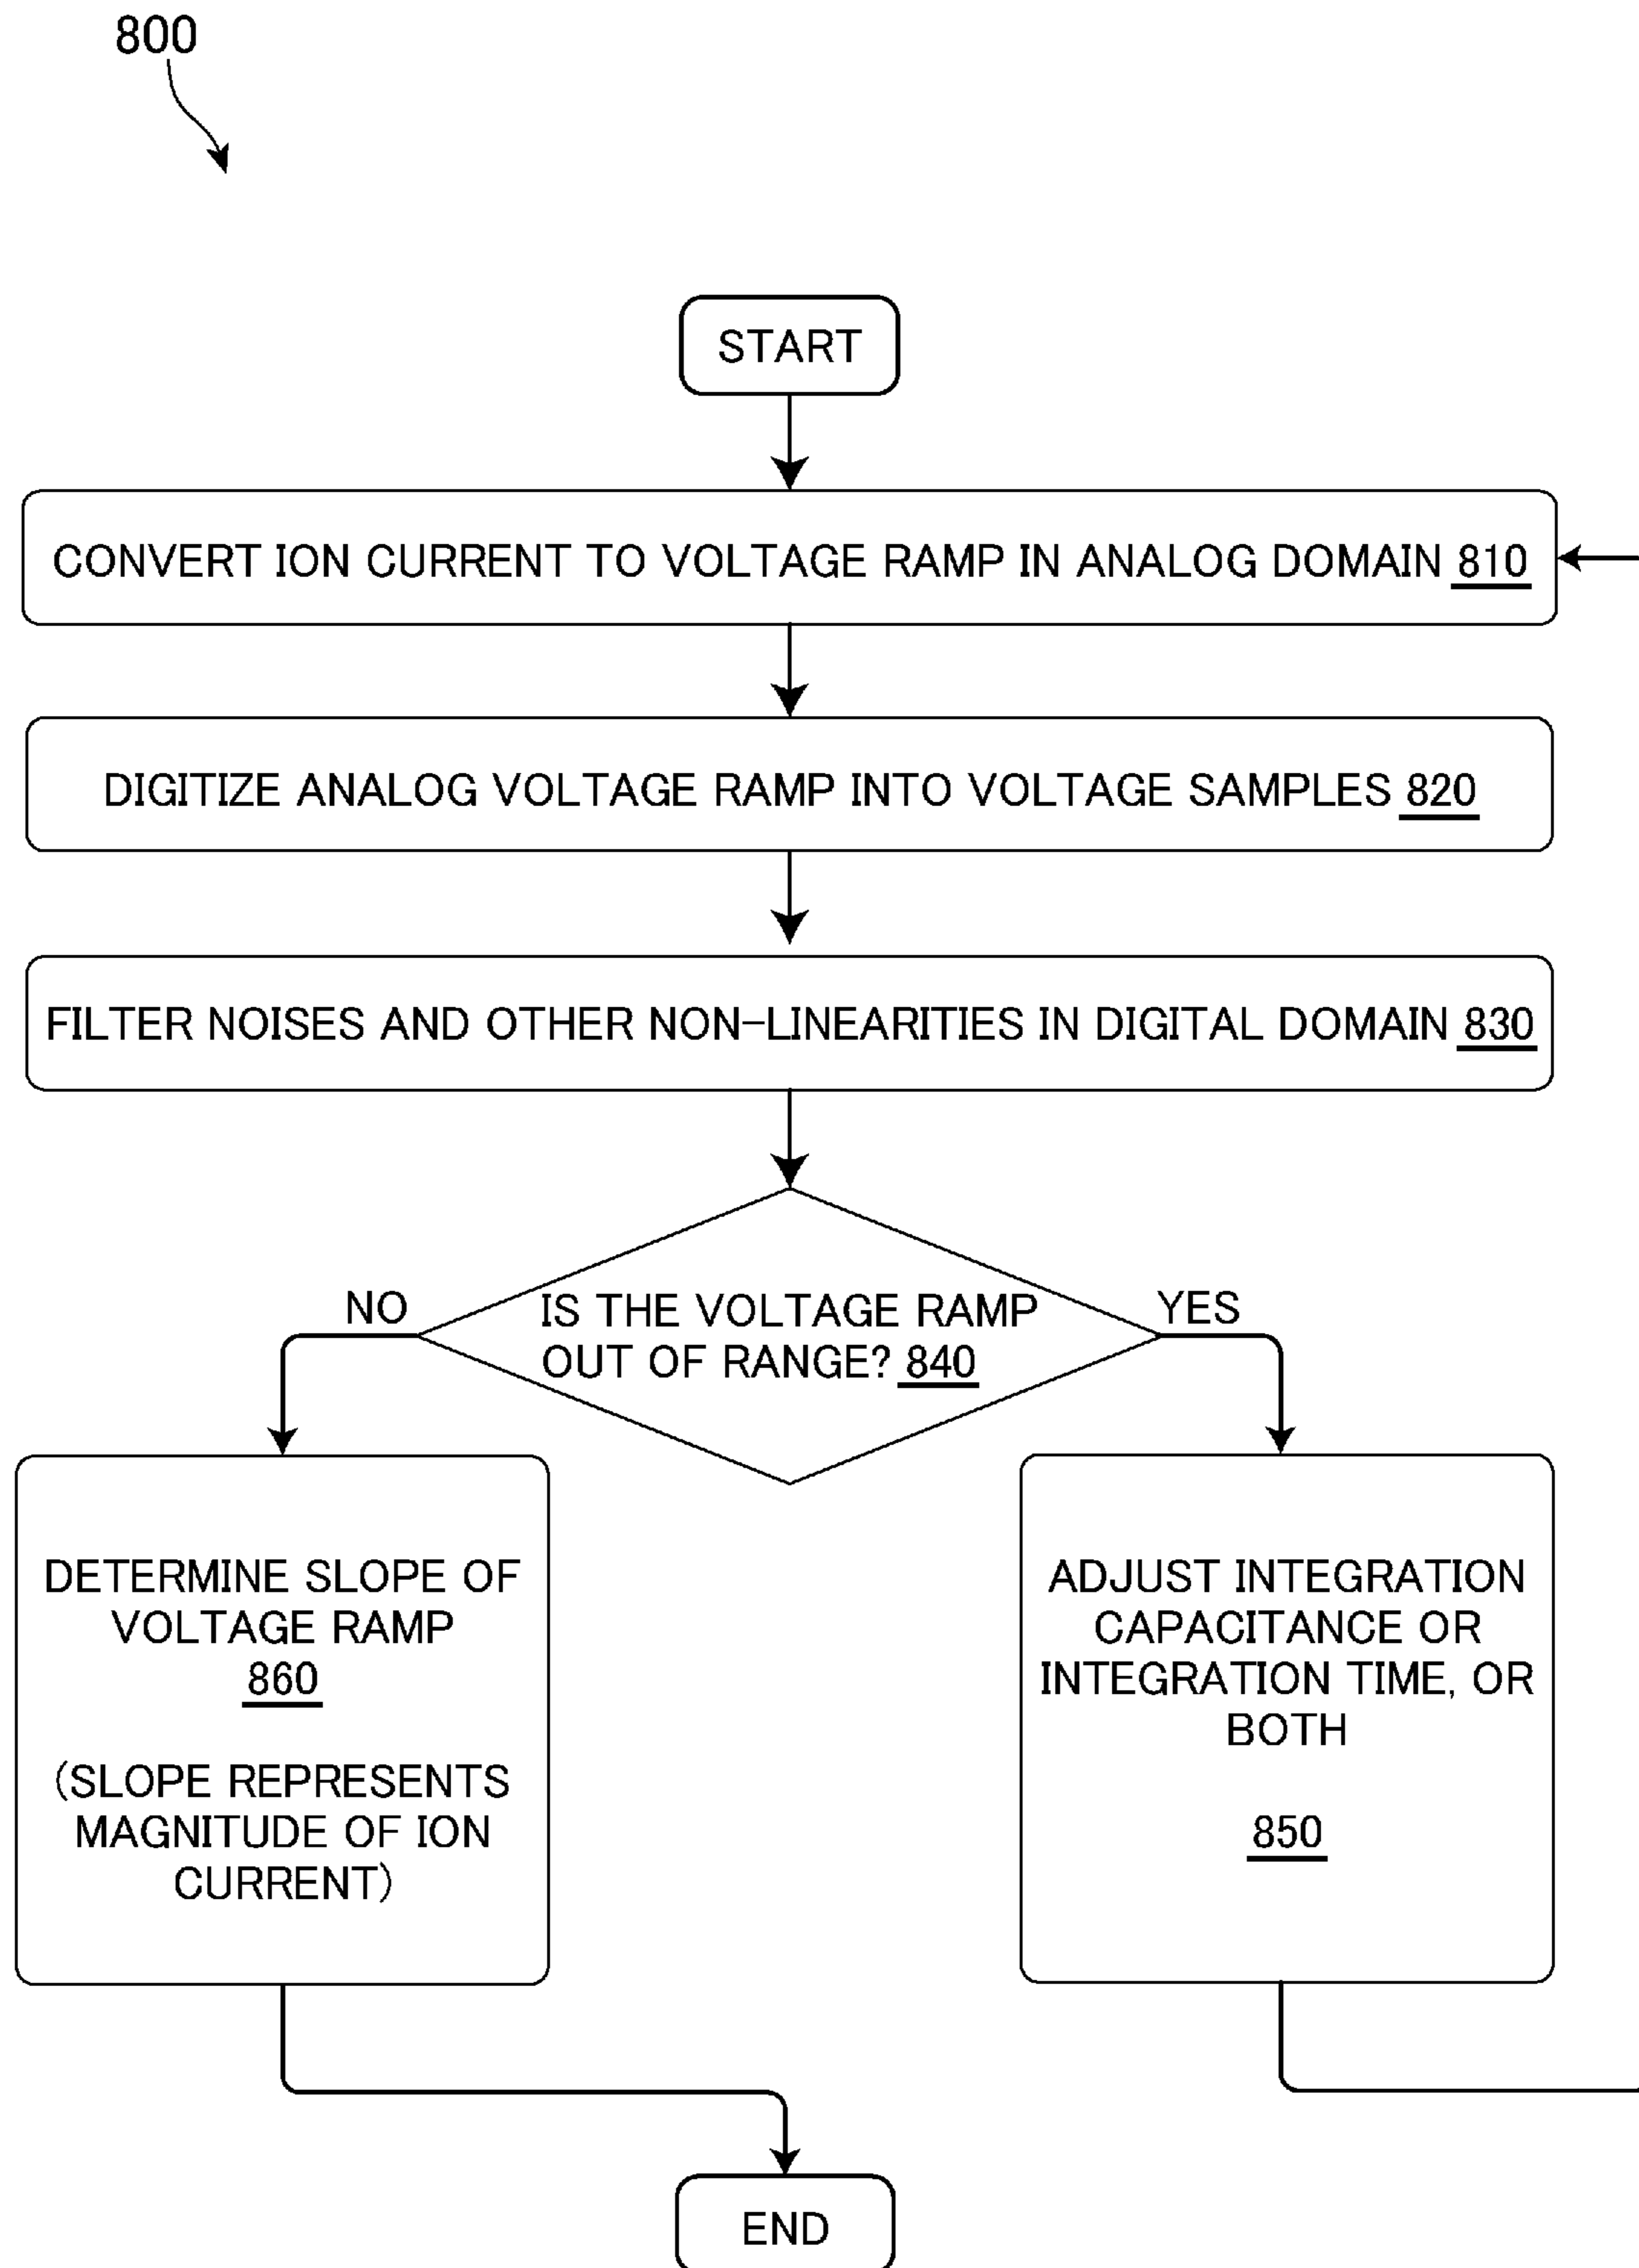 800
START
CONVERT ION CURRENT TO VOLTAGE RAMP IN ANALOG DOMAIN 810
DIGITIZE ANALOG VOLTAGE RAMP INTO VOLTAGE SAMPLES 820
FILTER NOISES AND OTHER NON-LINEARITIES IN DIGITAL DOMAIN 830
IS THE VOLTAGE RAMP
OUT OF RANGE? 840
NO
YES
DETERMINE SLOPE OF
VOLTAGE RAMP
860
(SLOPE REPRESENTS
MAGNITUDE OF ION
CURRENT)
ADJUST INTEGRATION
CAPACITANCE OR
INTEGRATION TIME, OR
BOTH
850
END